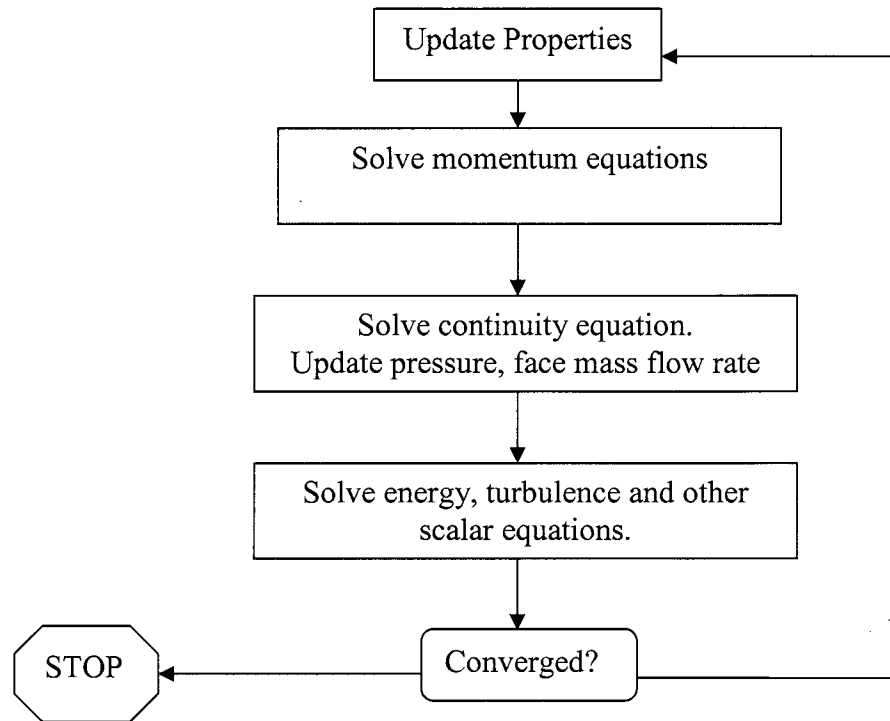 Update Properties
Solve momentum equations
Solve continuity equation.
Update pressure, face mass flow rate
Solve energy, turbulence and other
scalar equations.
STOP
Converged?